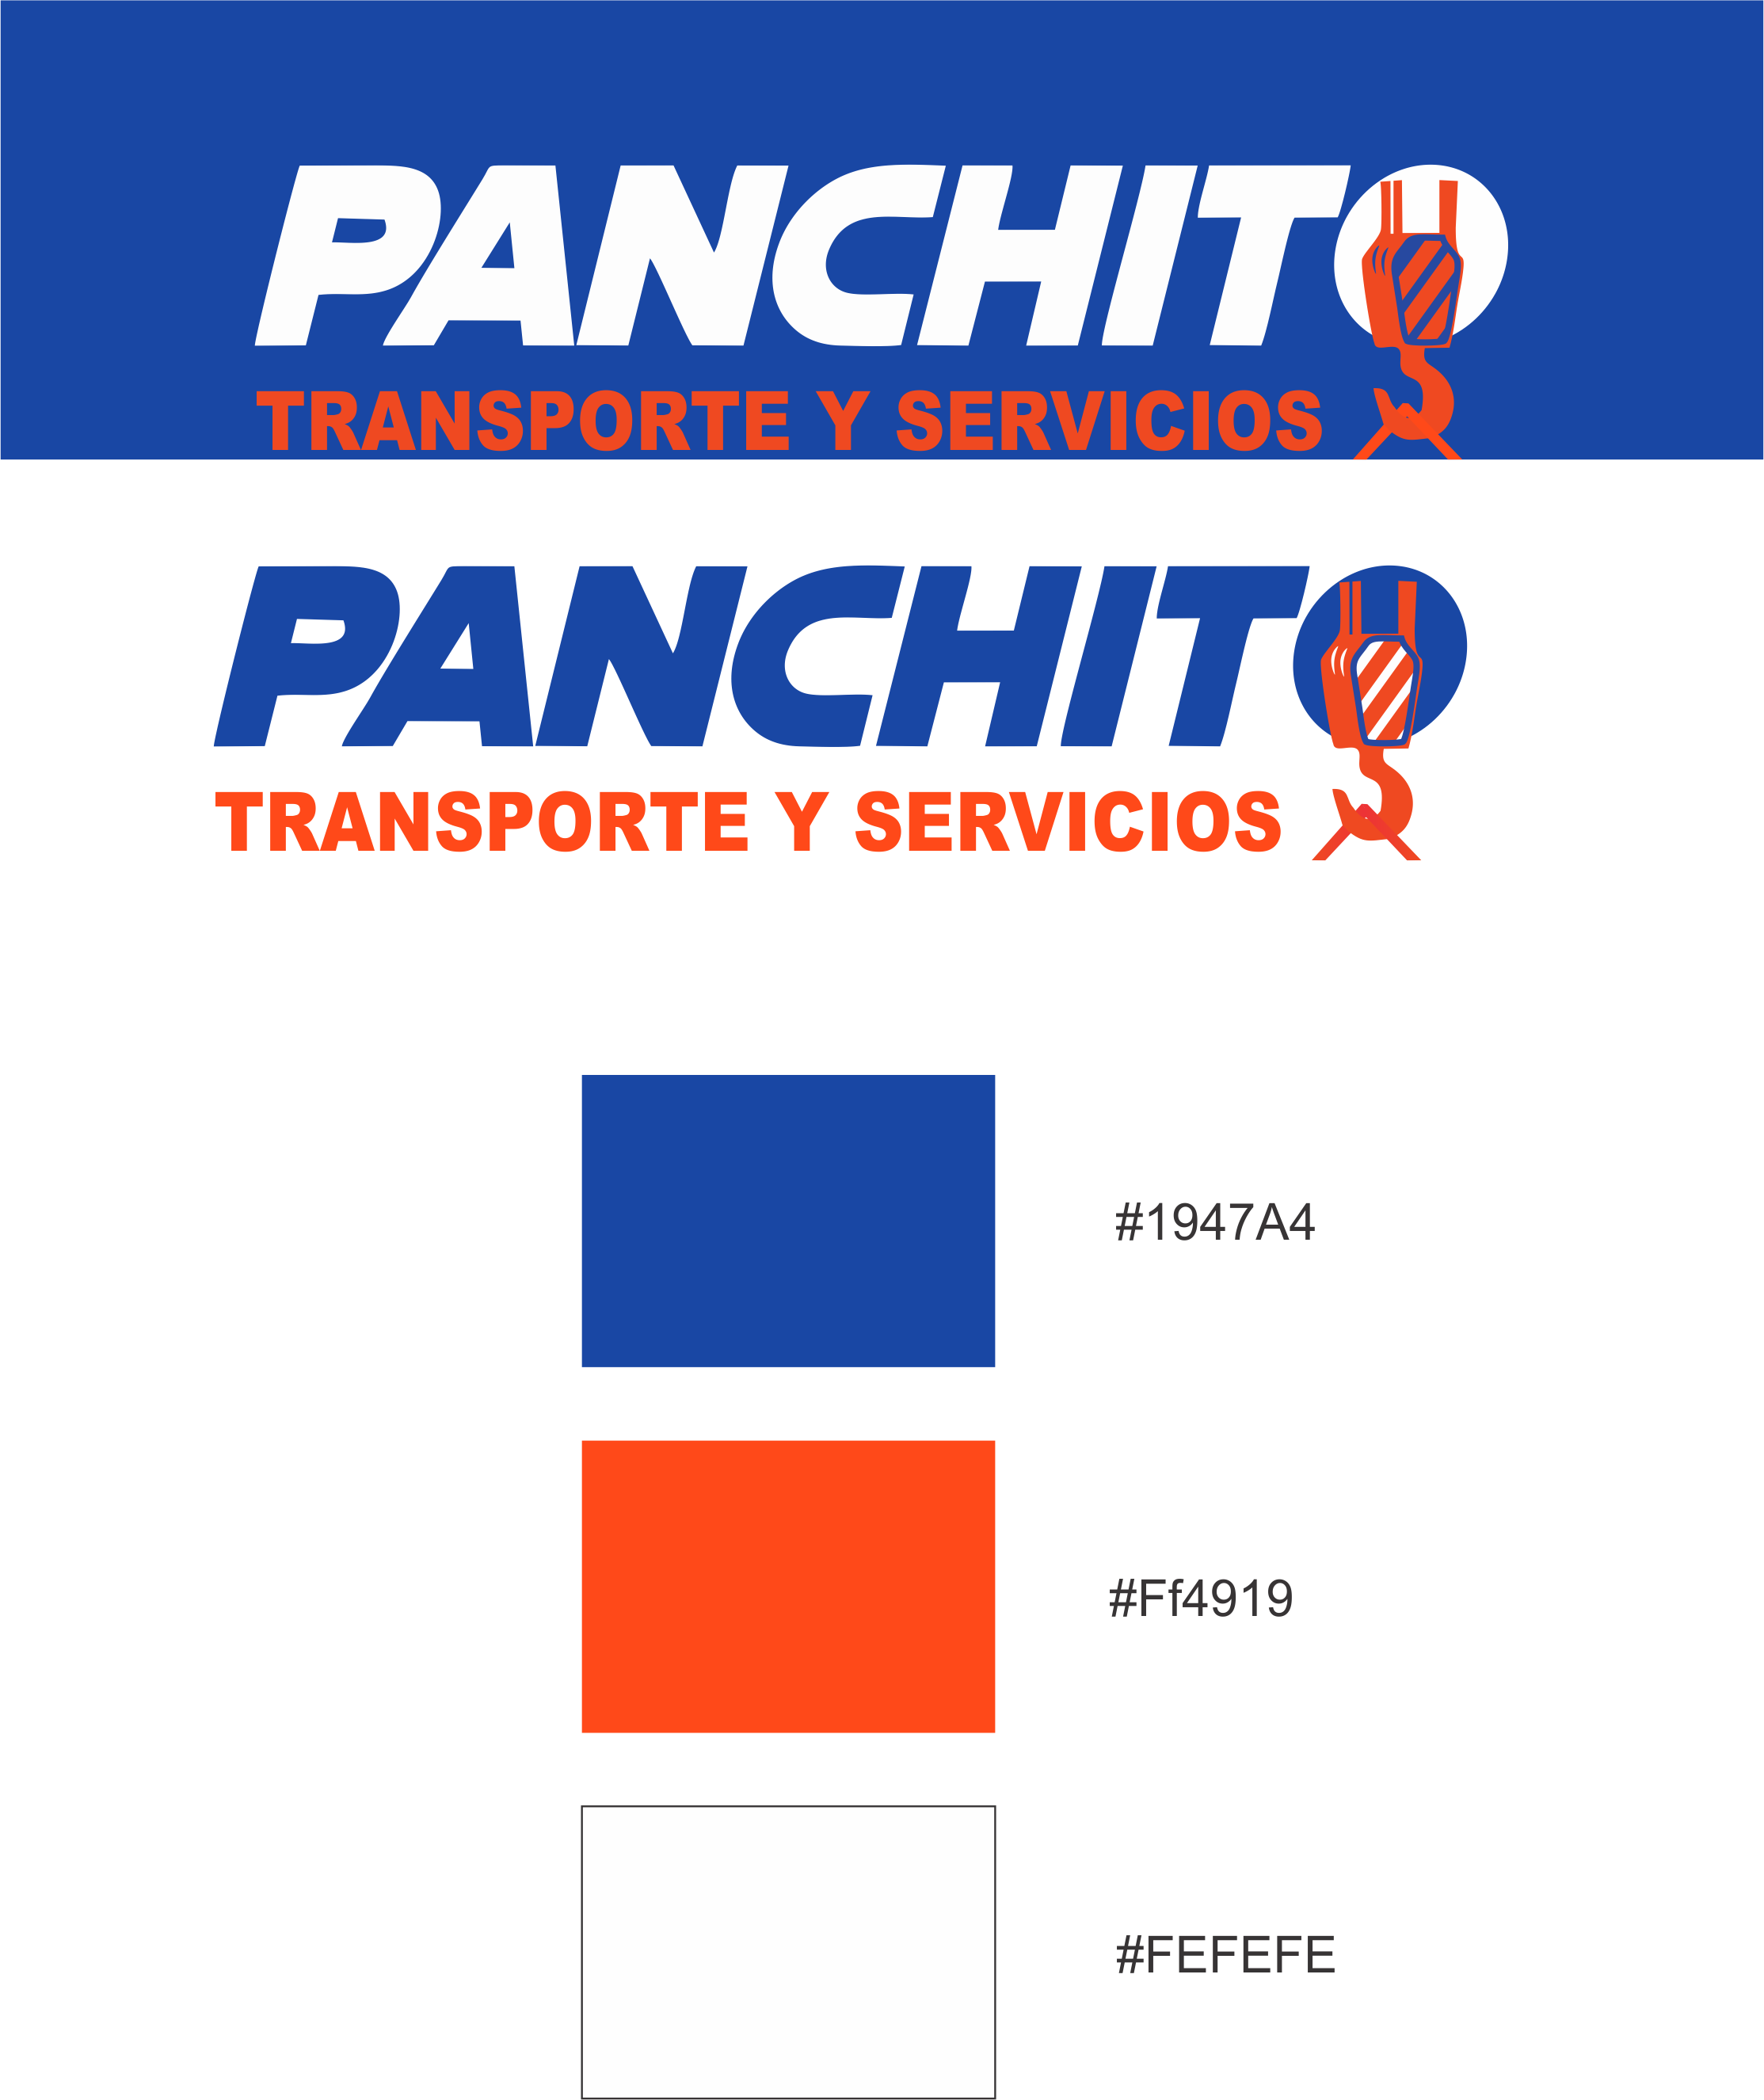 PANCHITO
TRANSPORTE Y SERVICIOS
PANCHITO
TRANSPORTE Y SERVICIOS
#1947A4
#Ff4919
#FEFEFE